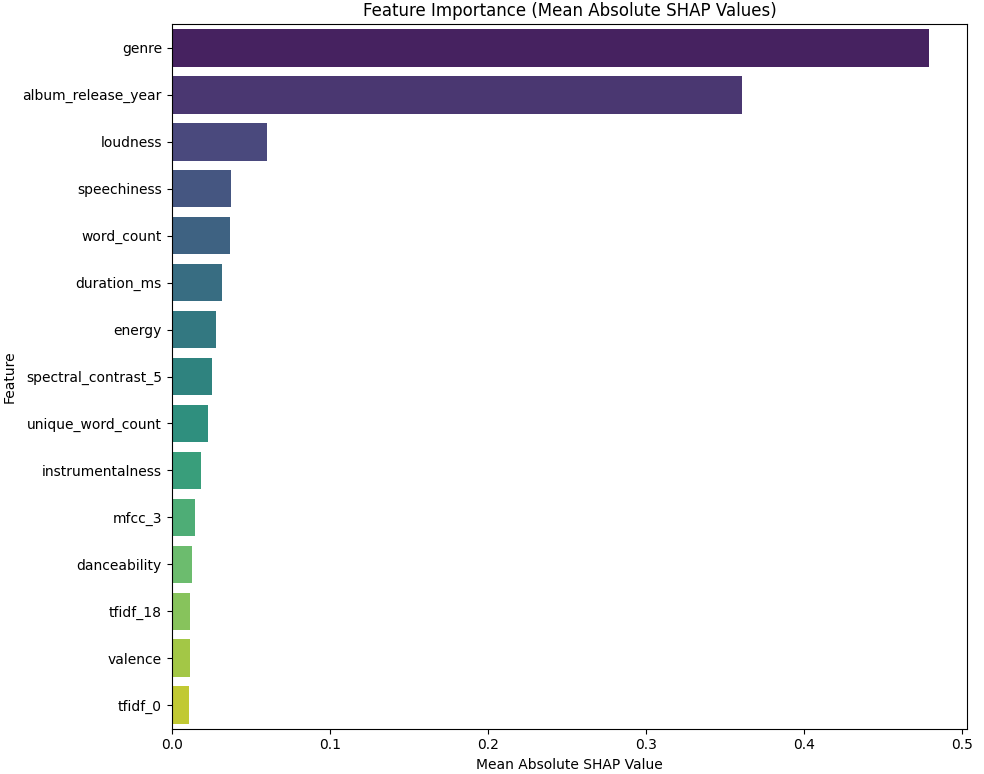 Feature Importance (Mean Absolute SHAP Values)
Feature
genre
album_release_year
loudness
speechiness
word_count
duration_ms
energy
spectral_contrast_5
unique_word_count
instrumentalness
mfcc_3
danceability
tfidf_18
valence
tfidf_0
0.0 0.1 0.2 0.3 0.4 0.5
Mean Absolute SHAP Value